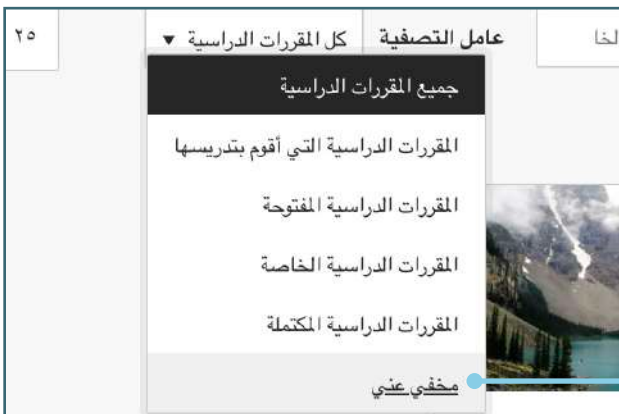 عامل التصفية
كل المقررات الدراسية
٢٥
جميع المقررات الدراسية
المقررات الدراسية التي أقوم بتدريسها
المقررات الدراسية المفتوحة
المقررات الدراسية الخاصة
المقررات الدراسية المكتملة
مخفي عني